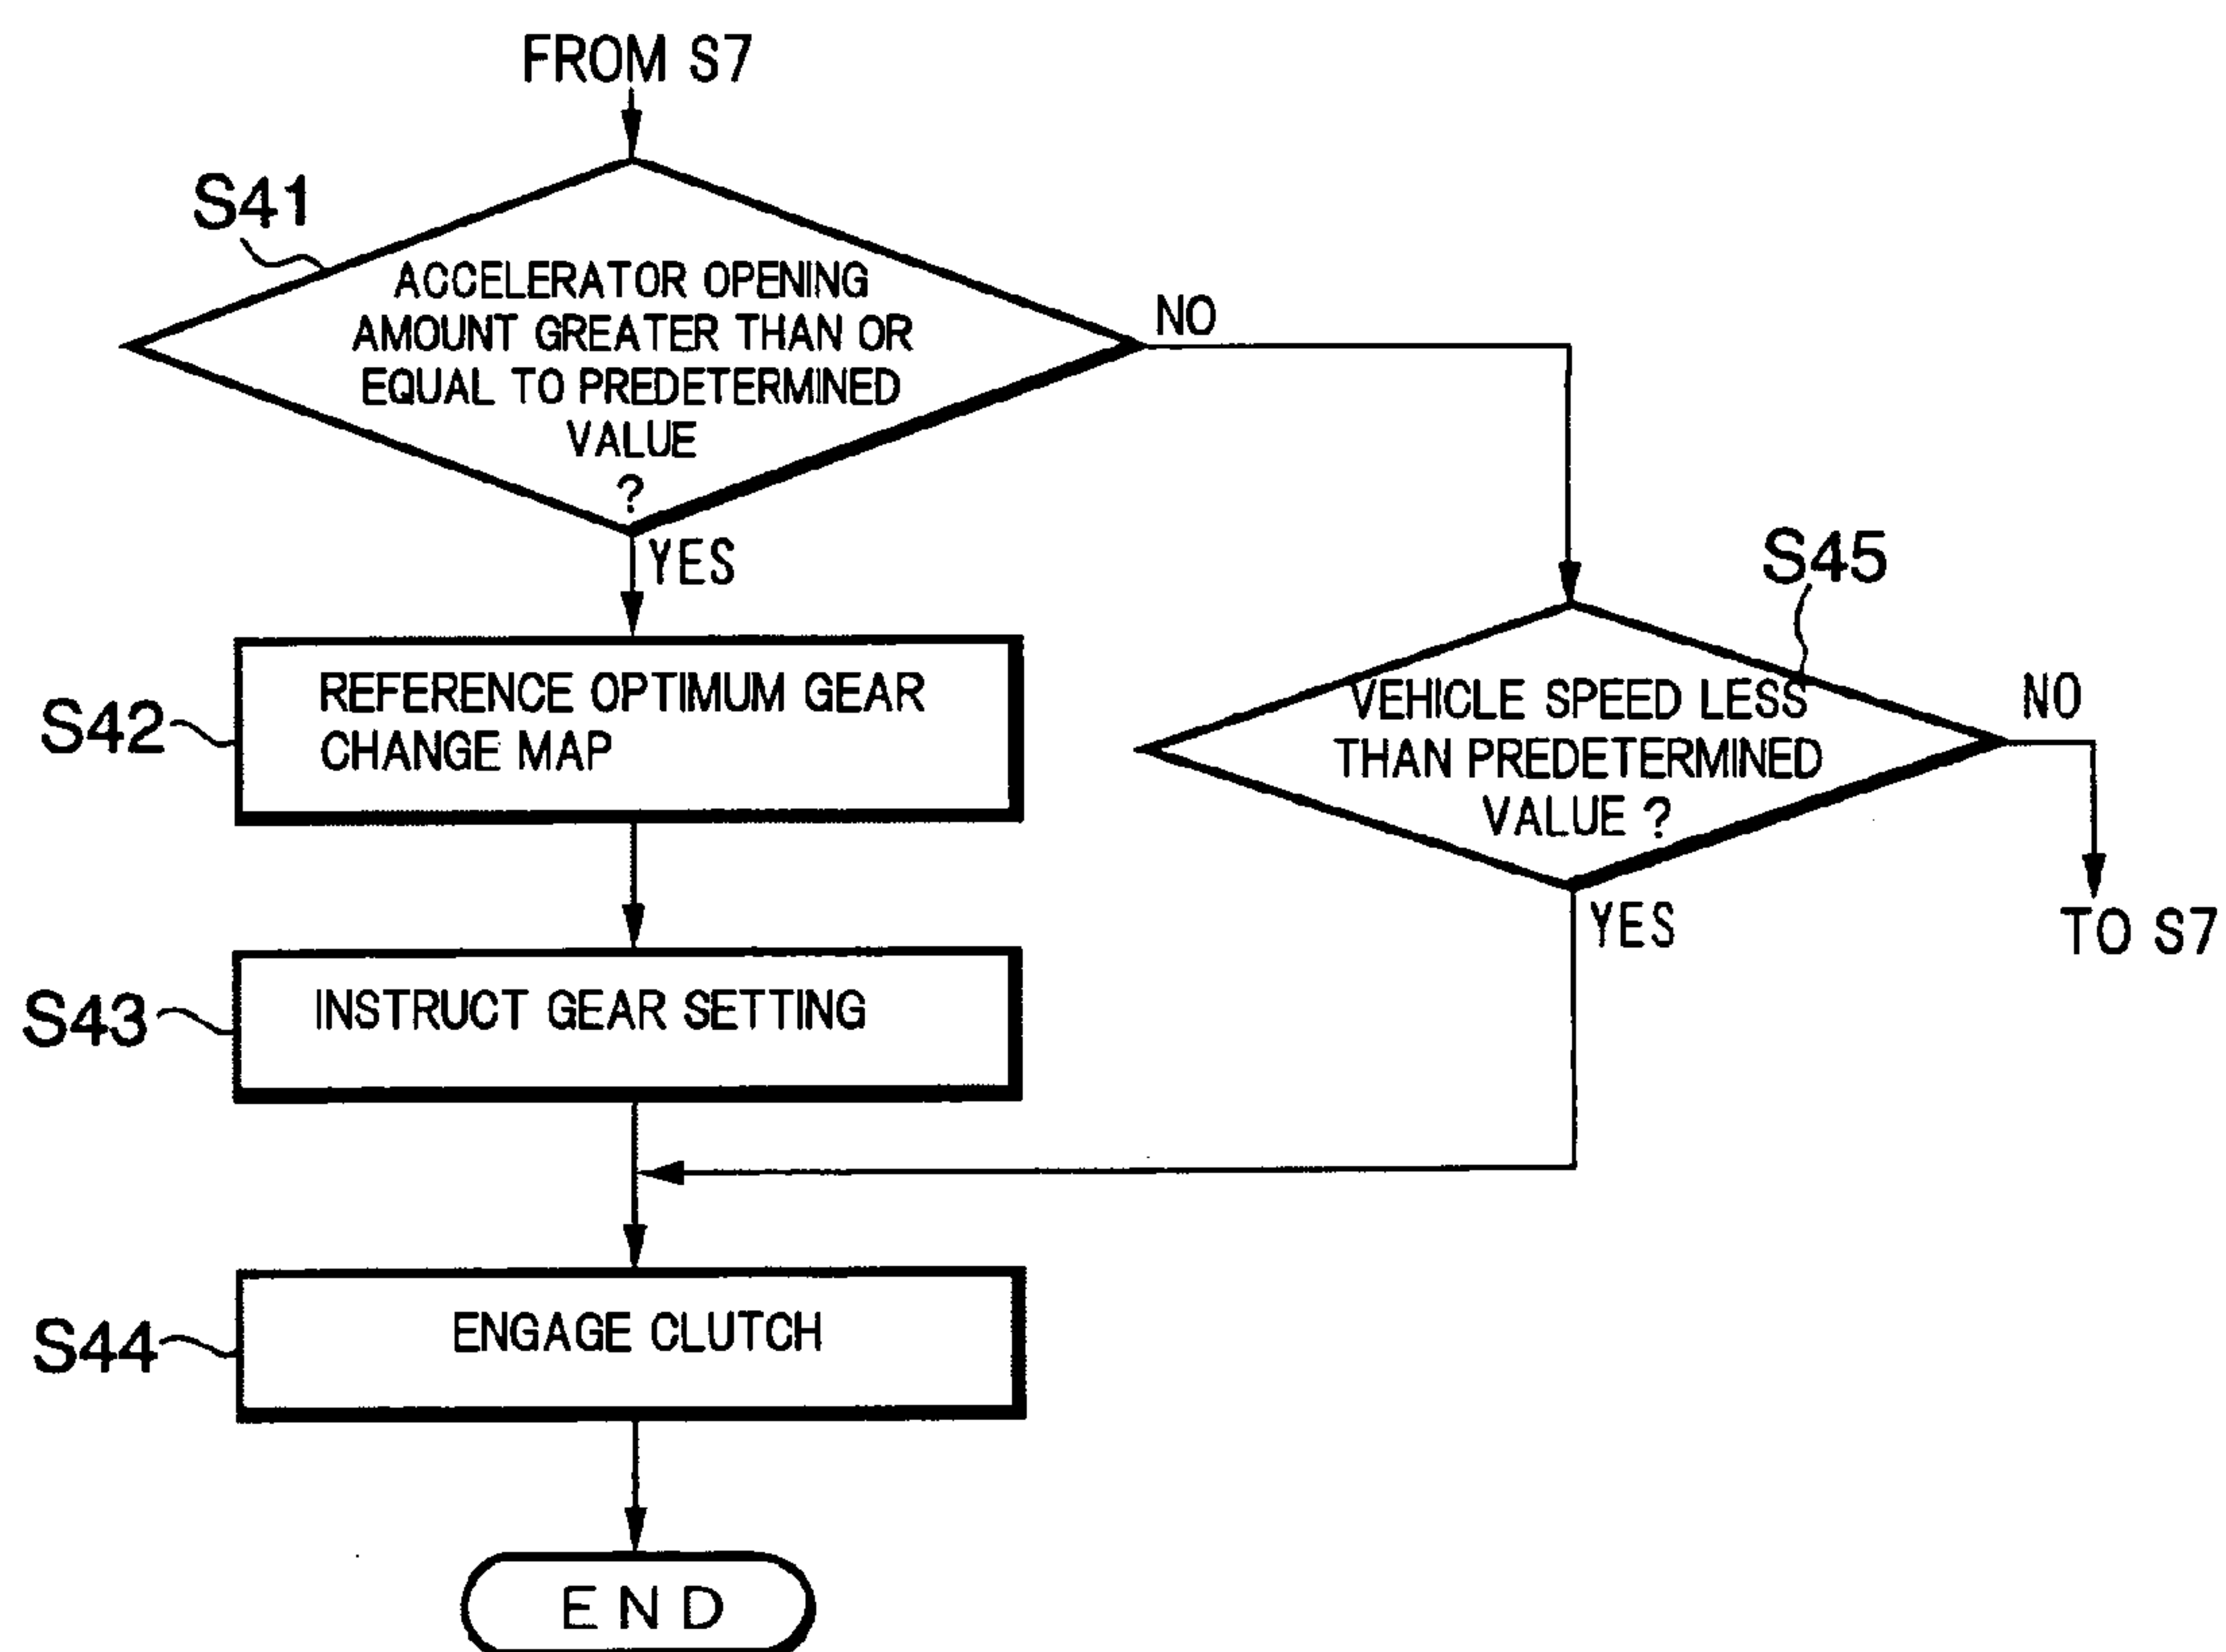 FROM S7
S41
ACCELERATOR OPENING
AMOUNT GREATER THAN OR
EQUAL TO PREDETERMINED
VALUE
?
NO
YES
S45
VEHICLE SPEED LESS
THAN PREDETERMINED
VALUE ?
NO
TO S7
YES
S42
REFERENCE OPTIMUM GEAR
CHANGE MAP
S43
INSTRUCT GEAR SETTING
S44
ENGAGE CLUTCH
END